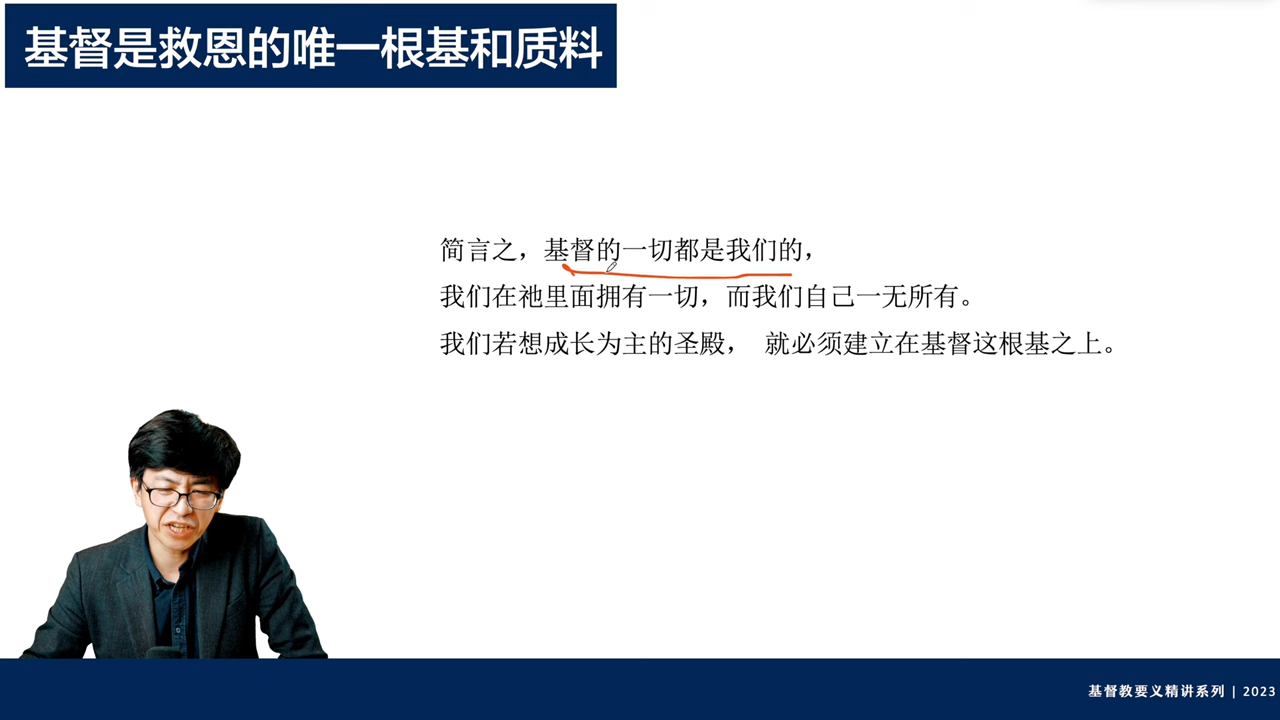 基督是救恩的唯一根基和质料
简言之，基督的一切都是我们的，
我们在祂里面拥有一切，而我们自己一无所有。
我们若想成长为主的圣殿， 就必须建立在基督这根基之上。
基督教要义精讲系列 | 2023